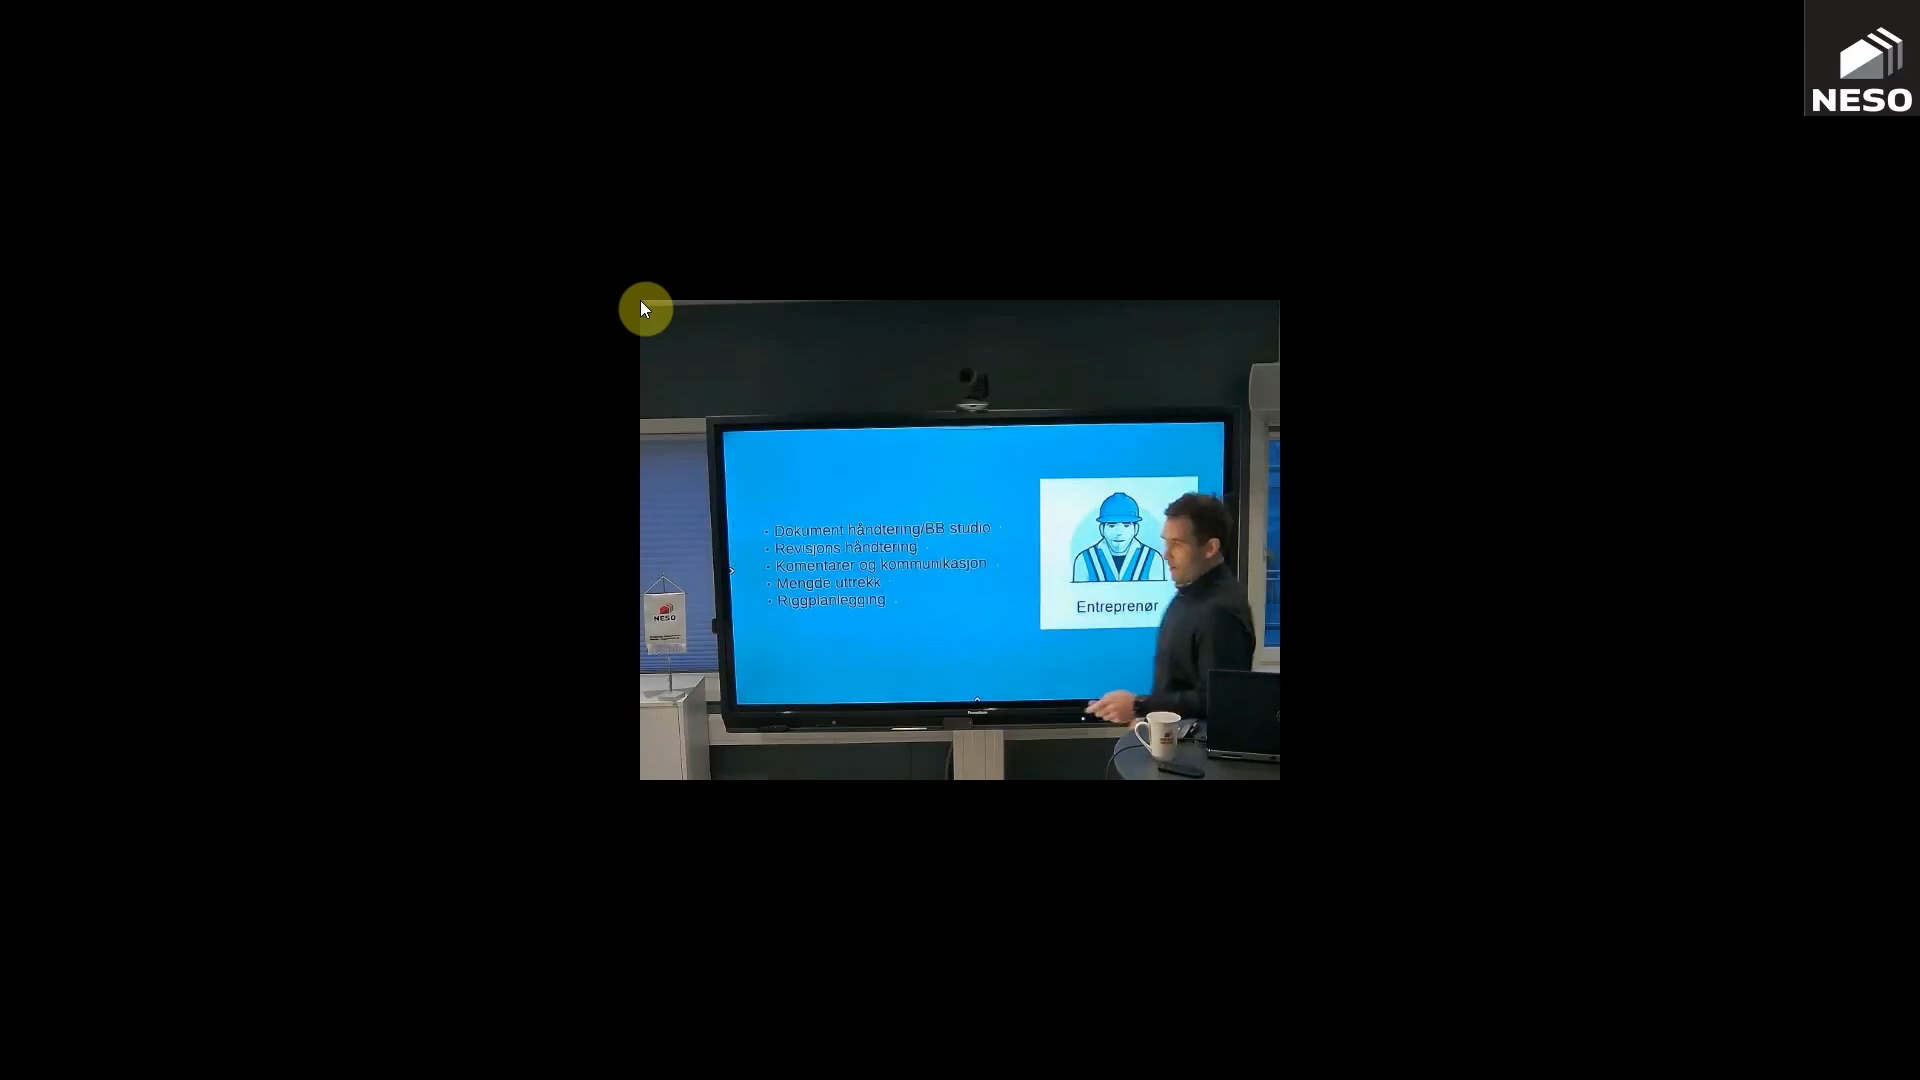 NESO
- Dokument håndtering/BB studio
- Revisjons håndtering
- Komentarer og kommunikasjon
- Mengde uttrekk
- Riggplanlegging
Entreprenør
NESO